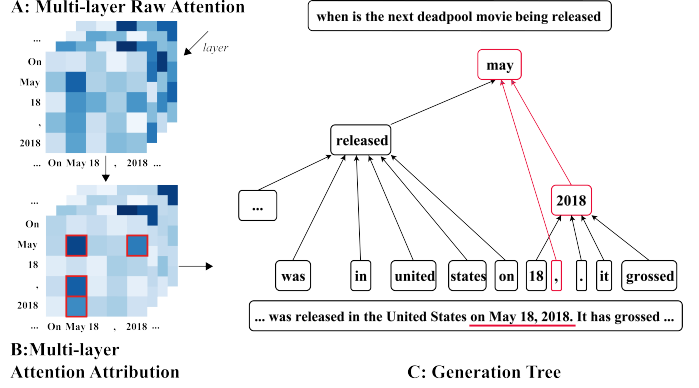 A: Multi-layer Raw Attention
...
On
May
18
,
2018
... On May 18 , 2018 ...
layer
...
On
May
18
,
2018
... On May 18 , 2018 ...
B:Multi-layer
Attention Attribution
when is the next deadpool movie being released
may
released
... 2018
was in united states on 18 , . it grossed
... was released in the United States on May 18, 2018. It has grossed ...
C: Generation Tree